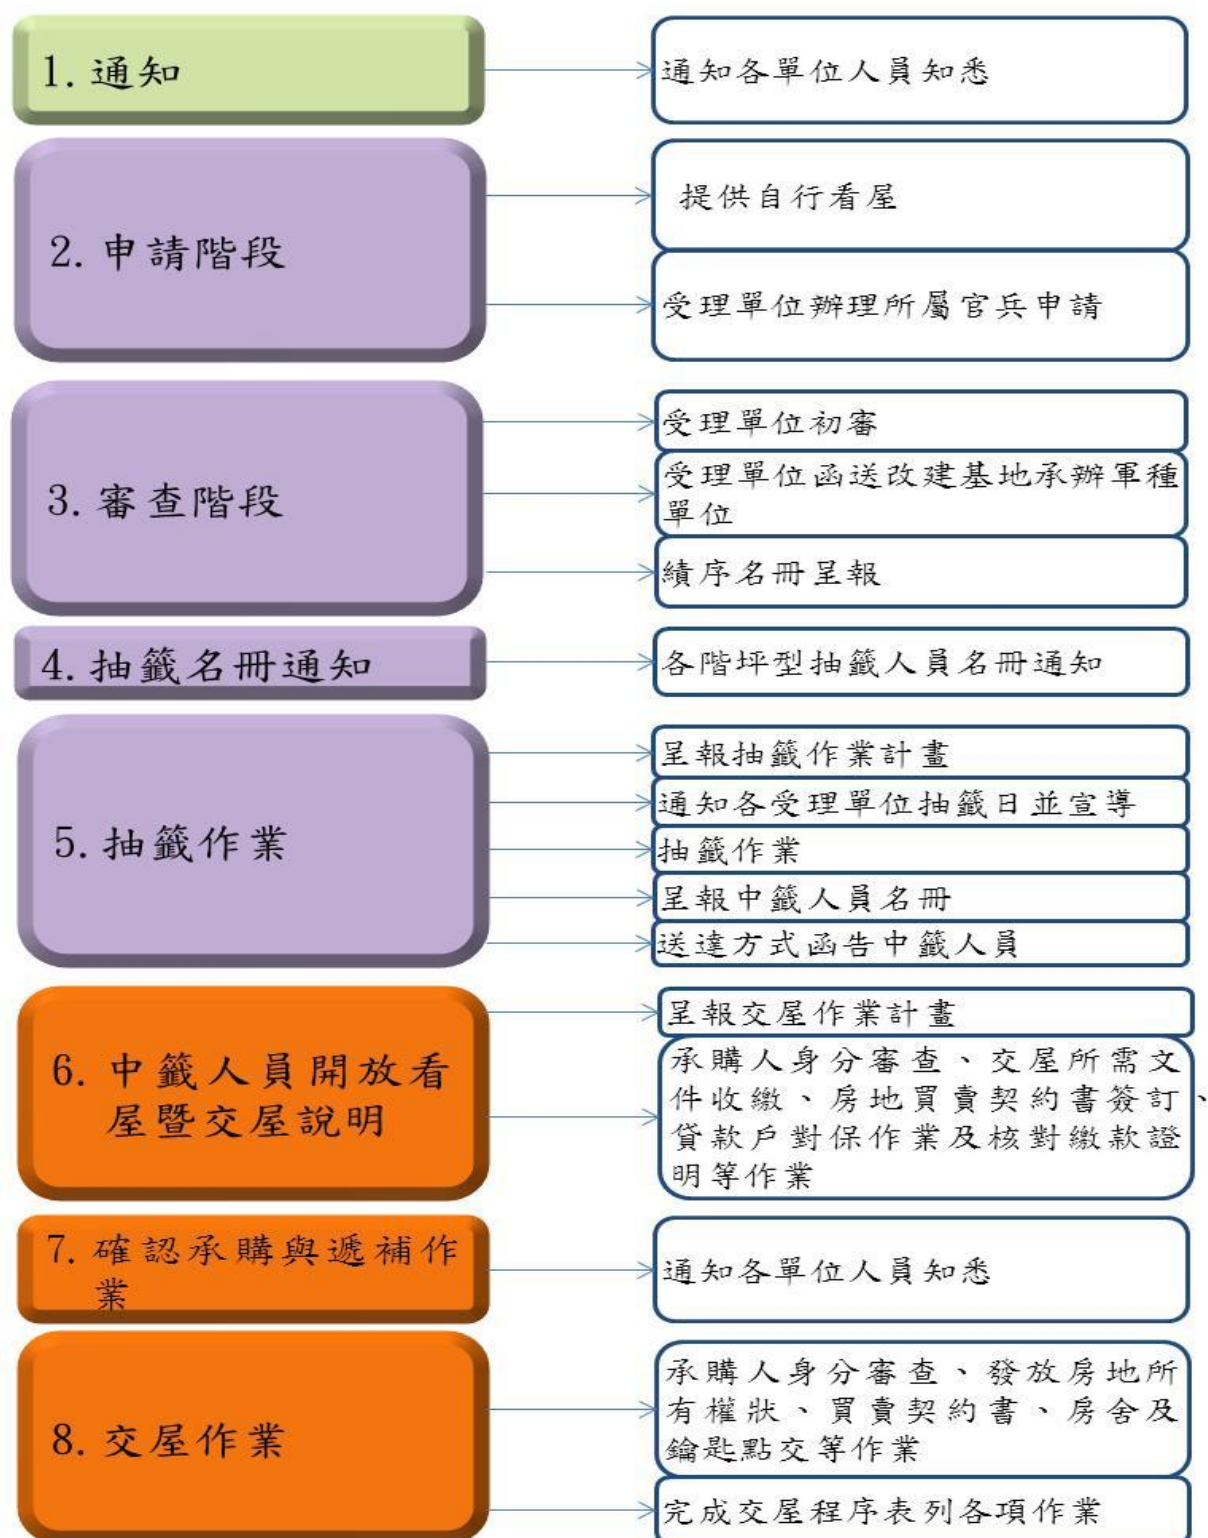 1. 通知
通知各單位人員知悉
2. 申請階段
提供自行看屋
受理單位辦理所屬官兵申請
3. 審查階段
受理單位初審
受理單位函送改建基地承辦軍種
單位
績序名冊呈報
4. 抽籤名冊通知
各階坪型抽籤人員名冊通知
5. 抽籤作業
呈報抽籤作業計畫
通知各受理單位抽籤日並宣導
抽籤作業
呈報中籤人員名冊
送達方式函告中籤人員
6. 中籤人員開放看
屋暨交屋說明
呈報交屋作業計畫
承購人身分審查、交屋所需文
件收繳、房地買賣契約書簽訂、
貸款戶對保作業及核對繳款證
明等作業
7. 確認承購與遞補作
業
通知各單位人員知悉
8. 交屋作業
承購人身分審查、發放房地所
有權狀、買賣契約書、房舍及
鑰匙點交等作業
完成交屋程序表列各項作業